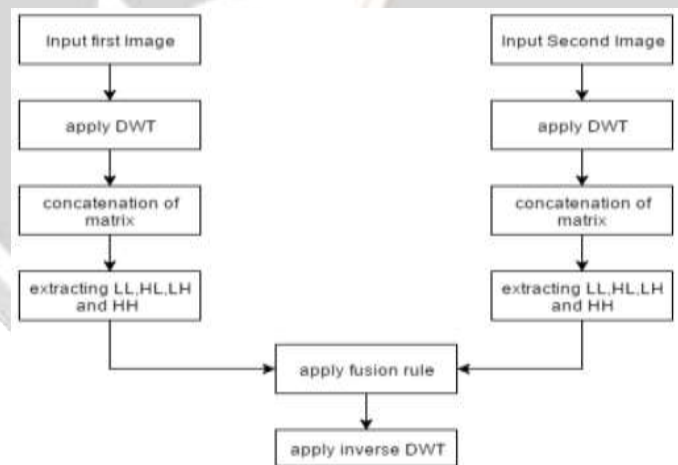 Input first Image
apply DWT
concatenation of
matrix
extracting LL,HL,LH
and HH
Input Second Image
apply DWT
concatenation of
matrix
extracting LL,HL,LH
and HH
apply fusion rule
apply inverse DWT